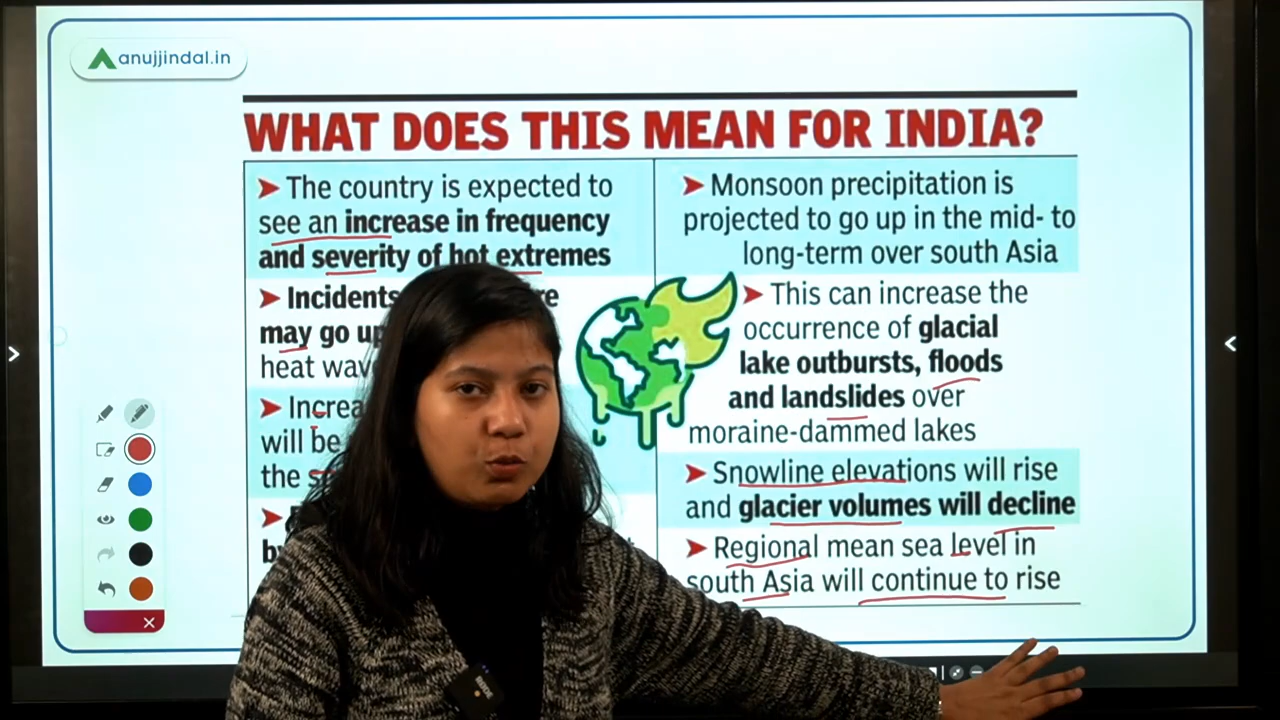 anujjindal.in
WHAT DOES THIS MEAN FOR INDIA?
➤ The country is expected to
see an increase in frequency
and severity of hot extremes
➤ Incidents
may go up
heat
➤
will be
the
➤ Monsoon precipitation is
projected to go up in the mid- to
long-term over south Asia
➤ This can increase the
occurrence of glacial
lake outbursts, floods
and landslides over
moraine-dammed lakes
➤ Snowline elevations will rise
and glacier volumes will decline
➤ Regional mean sea level in
south Asia will continue to rise